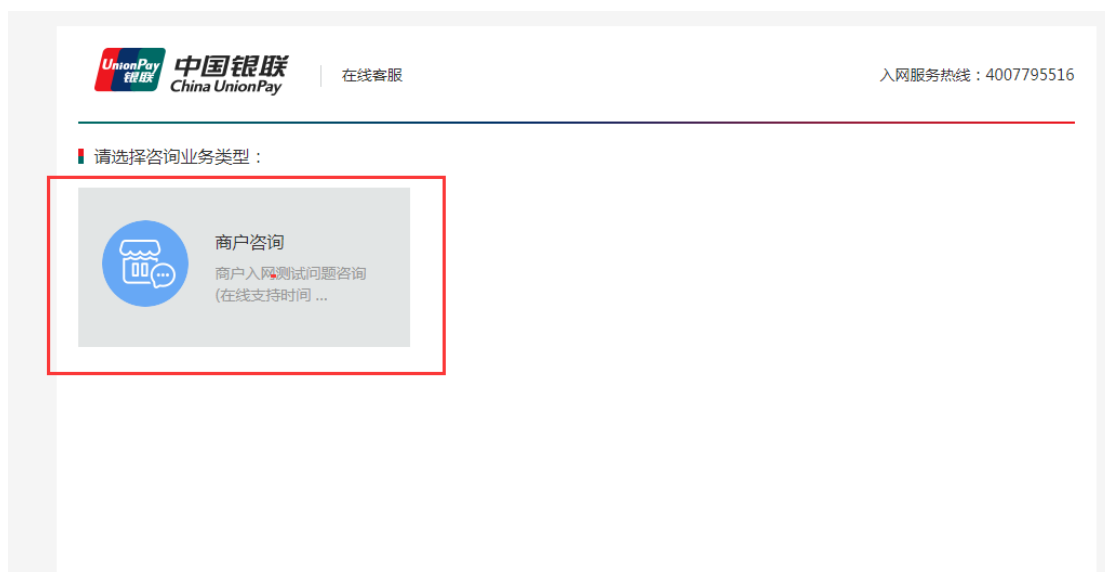 UnionPay
银联
中国银联
China UnionPay
在线客服
入网服务热线：4007795516
请选择咨询业务类型：
商户咨询
商户入网测试问题咨询
(在线支持时间 ...